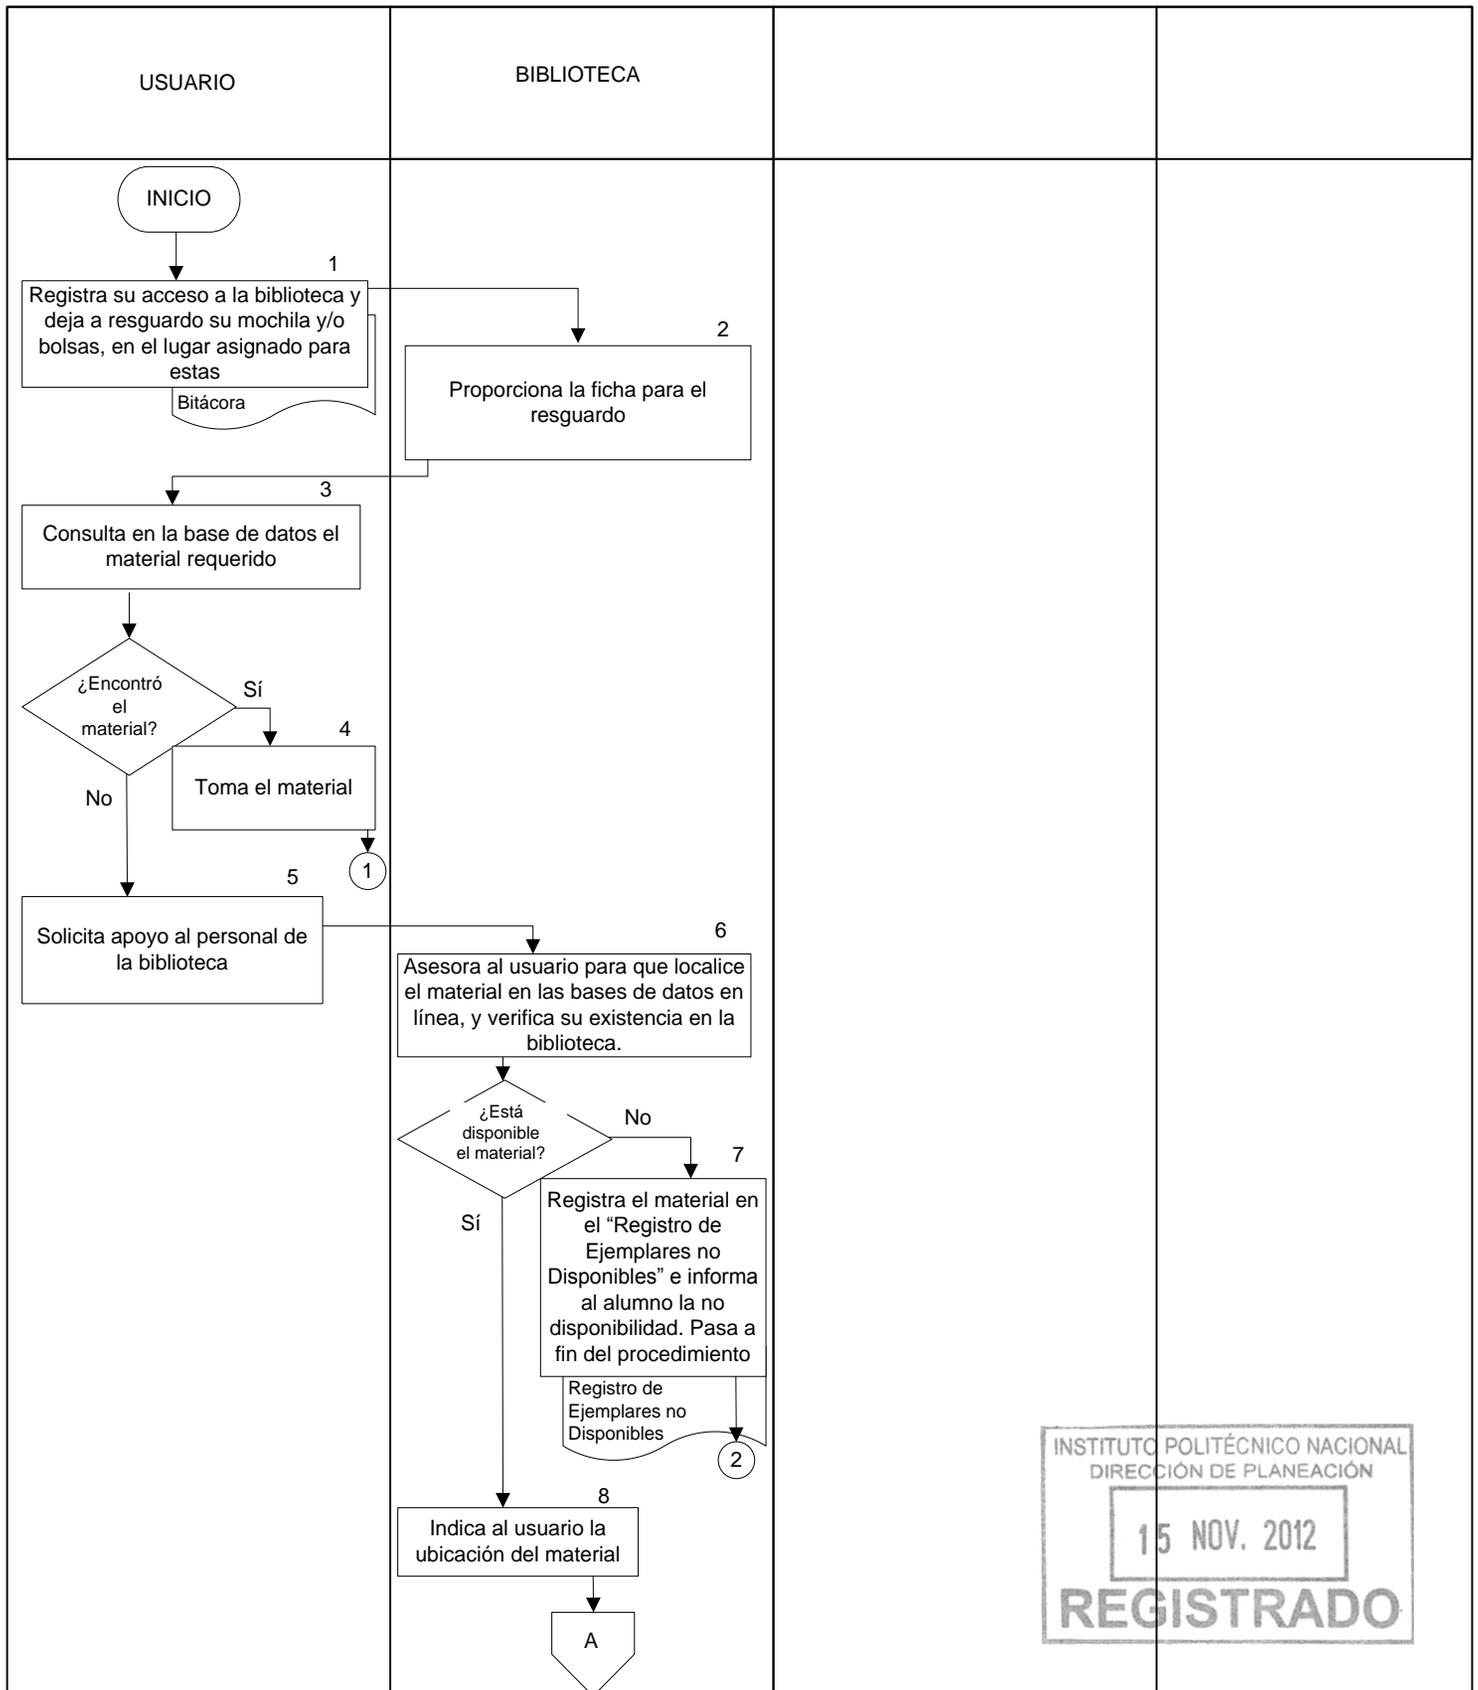 USUARIO
BIBLIOTECA
INICIO
1
Registra su acceso a la biblioteca y
deja a resguardo su mochila y/o
bolsas, en el lugar asignado para
estas
Bitácora
2
Proporciona la ficha para el
resguardo
3
Consulta en la base de datos el
material requerido
¿Encontró
el
material?
Sí
No
4
Toma el material
1
5
Solicita apoyo al personal de
la biblioteca
6
Asesora al usuario para que localice
el material en las bases de datos en
línea, y verifica su existencia en la
biblioteca.
¿Está
disponible
el material?
No
Sí
7
Registra el material en
el “Registro de
Ejemplares no
Disponibles” e informa
al alumno la no
disponibilidad. Pasa a
fin del procedimiento
Registro de
Ejemplares no
Disponibles
2
8
Indica al usuario la
ubicación del material
A
INSTITUTO POLITÉCNICO NACIONAL
DIRECCIÓN DE PLANEACIÓN
15 NOV. 2012
REGISTRADO